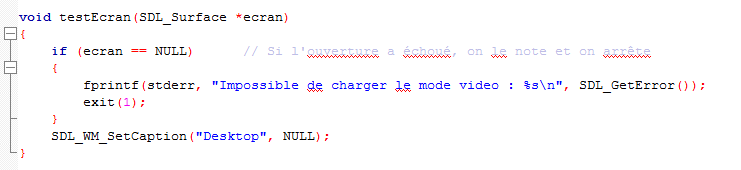 void testEcran(SDL_Surface *ecran)
{
    if (ecran == NULL)      // Si l'ouverture a échoué, on le note et on arrête
    {
        fprintf(stderr, "Impossible de charger le mode video : %s\n", SDL_GetError());
        exit(1);
    }
    SDL_WM_SetCaption("Desktop", NULL);
}